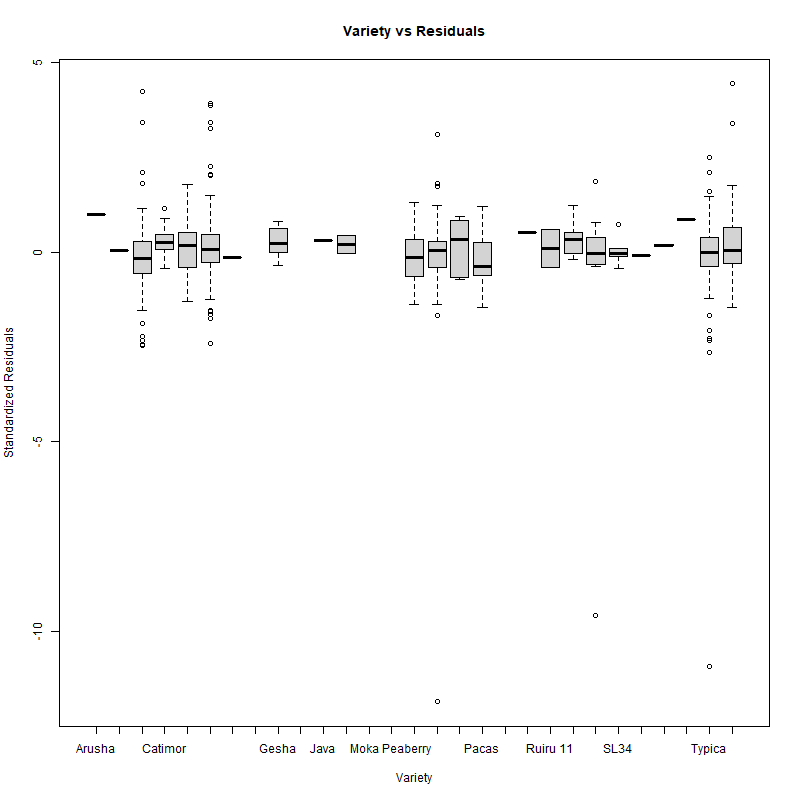 Variety vs Residuals
5
0
-5
-10
Standardized Residuals
Arusha Catimor Gesha Java Moka Peaberry Pacas Ruiru 11 SL34 Typica
Variety